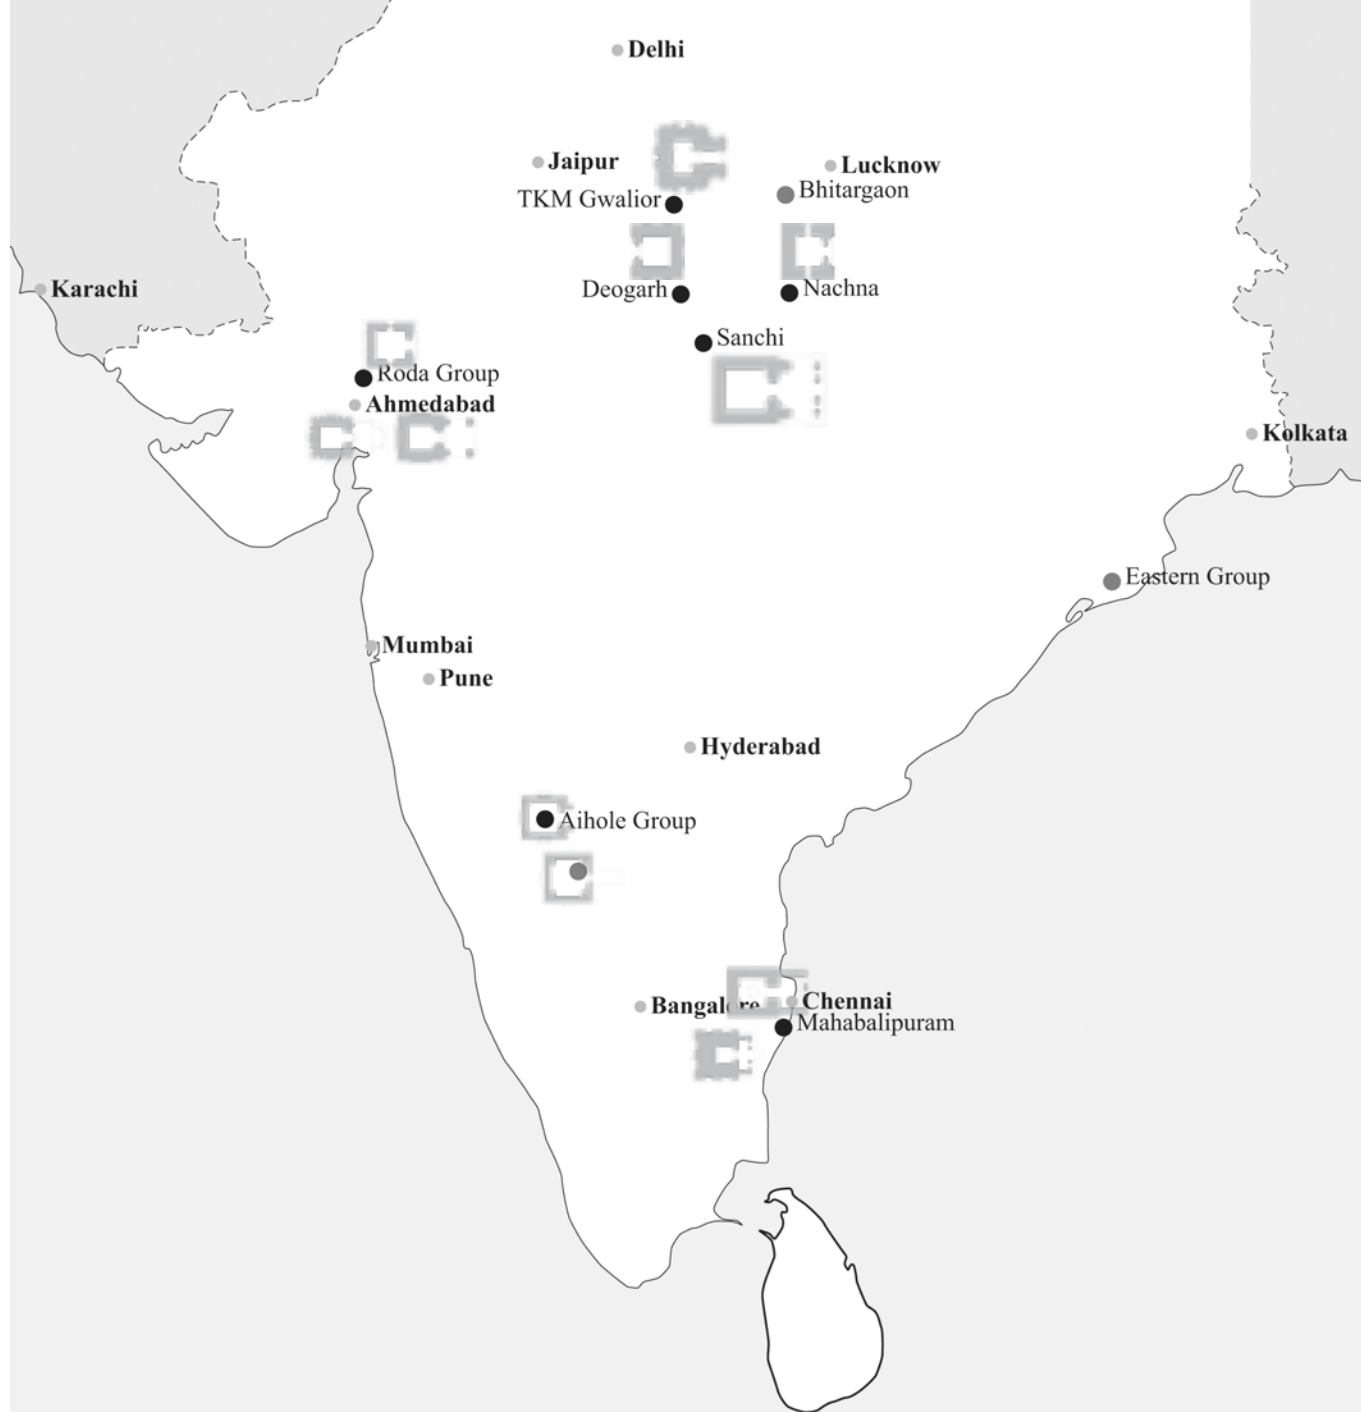 Delhi
Jaipur
Lucknow
Bhitargaon
TKM Gwalior
Karachi
Deogarh
Nachna
Sanchi
Roda Group
Ahmedabad
Kolkata
Eastern Group
Mumbai
Pune
Hyderabad
Aihole Group
Bangalore
Chennai
Mahabalipuram